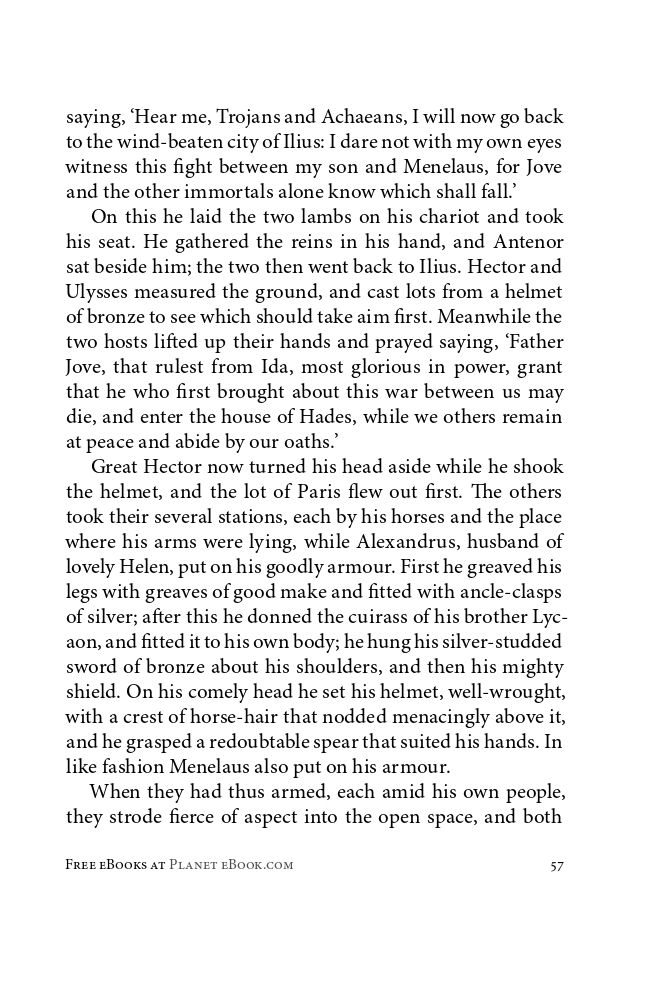 saying, ‘Hear me, Trojans and Achaeans, I will now go back
to the wind-beaten city of Ilius: I dare not with my own eyes
witness this fight between my son and Menelaus, for Jove
and the other immortals alone know which shall fall.’
On this he laid the two lambs on his chariot and took
his seat. He gathered the reins in his hand, and Antenor
sat beside him; the two then went back to Ilius. Hector and
Ulysses measured the ground, and cast lots from a helmet
of bronze to see which should take aim first. Meanwhile the
two hosts lifted up their hands and prayed saying, ‘Father
Jove, that rulest from Ida, most glorious in power, grant
that he who first brought about this war between us may
die, and enter the house of Hades, while we others remain
at peace and abide by our oaths.’
Great Hector now turned his head aside while he shook
the helmet, and the lot of Paris flew out first. The others
took their several stations, each by his horses and the place
where his arms were lying, while Alexandrus, husband of
lovely Helen, put on his goodly armour. First he greaved his
legs with greaves of good make and fitted with ancle-clasps
of silver; after this he donned the cuirass of his brother Lyc-
aon, and fitted it to his own body; he hung his silver-studded
sword of bronze about his shoulders, and then his mighty
shield. On his comely head he set his helmet, well-wrought,
with a crest of horse-hair that nodded menacingly above it,
and he grasped a redoubtable spear that suited his hands. In
like fashion Menelaus also put on his armour.
When they had thus armed, each amid his own people,
they strode fierce of aspect into the open space, and both
Free eBooks at Planet eBook.com 57